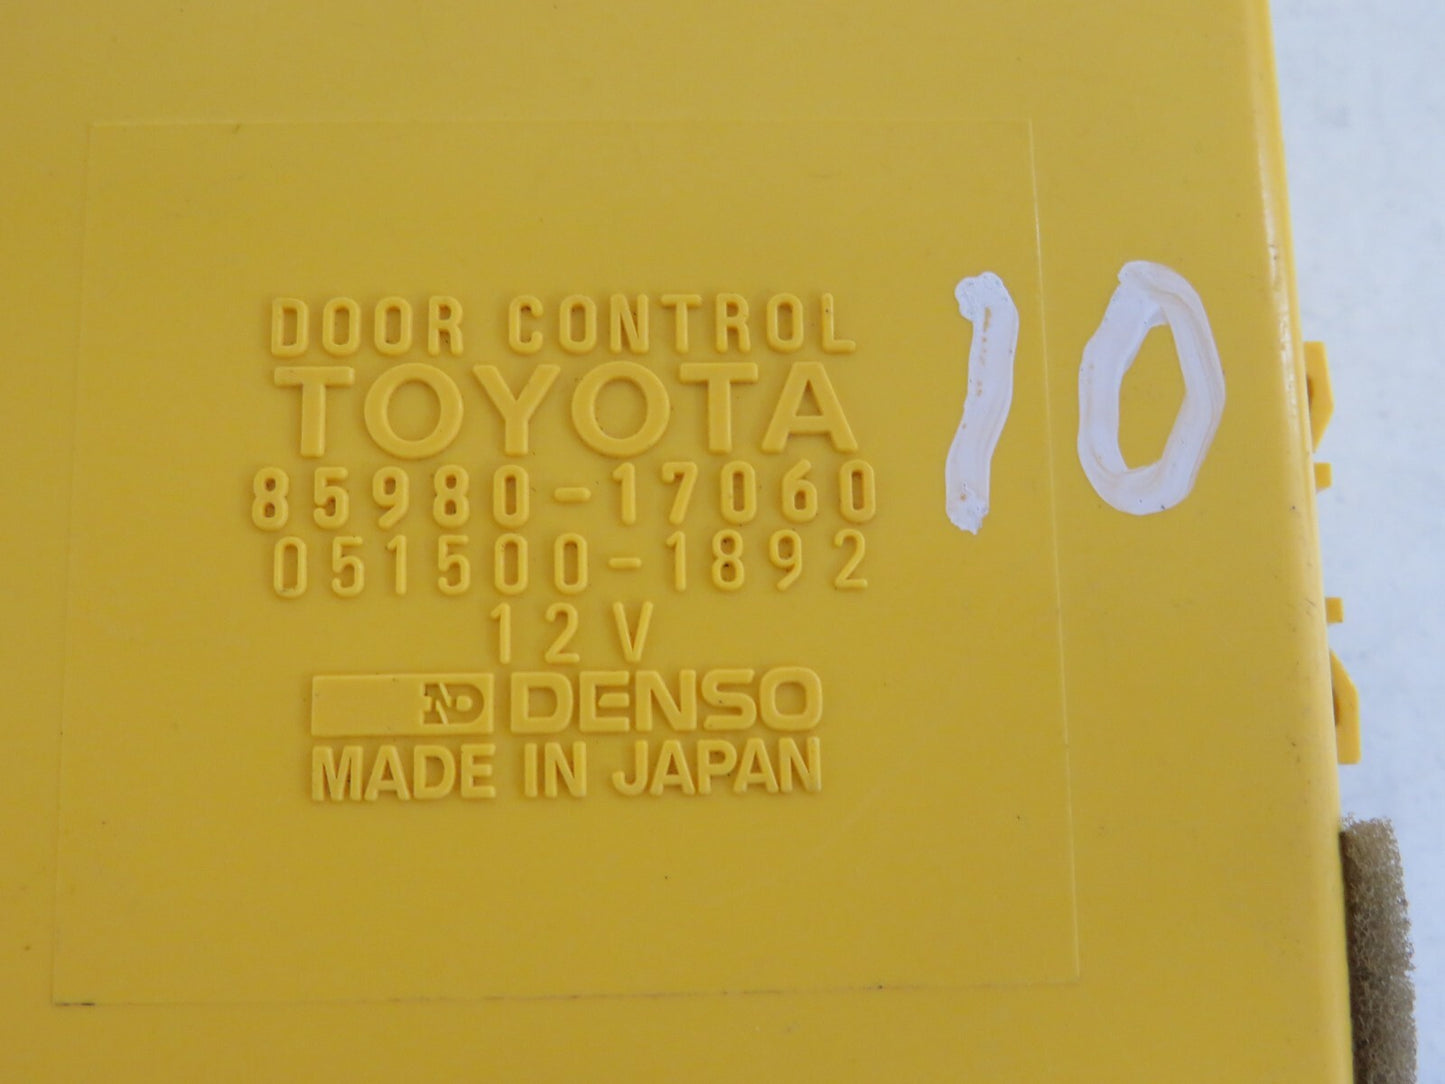 DOOR CONTROL
TOYOTA
85980-17060
051500-1892
12V
ND DENSO
MADE IN JAPAN
10